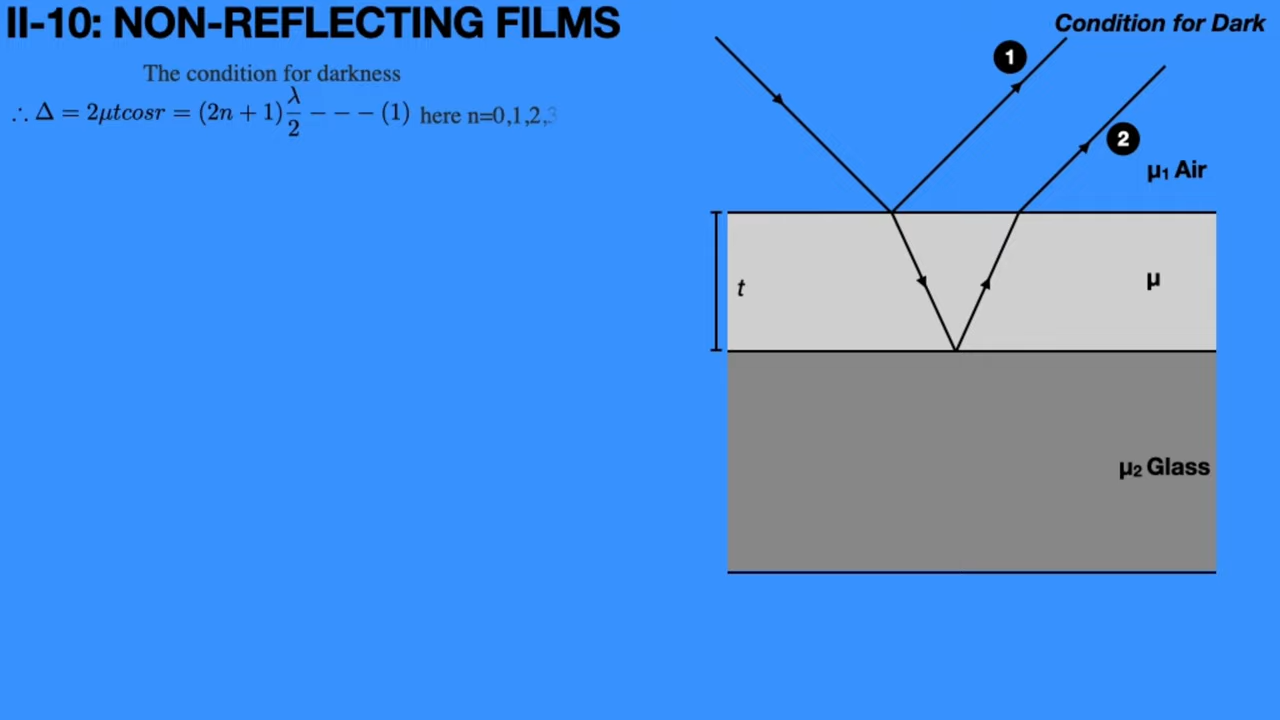 II-10: NON-REFLECTING FILMS
Condition for Dark
The condition for darkness
∴ Δ = 2μtcosr = (2n + 1) λ/2 - - - (1) here n=0,1,2,3
1
2
μ₁ Air
t
μ
μ₂ Glass